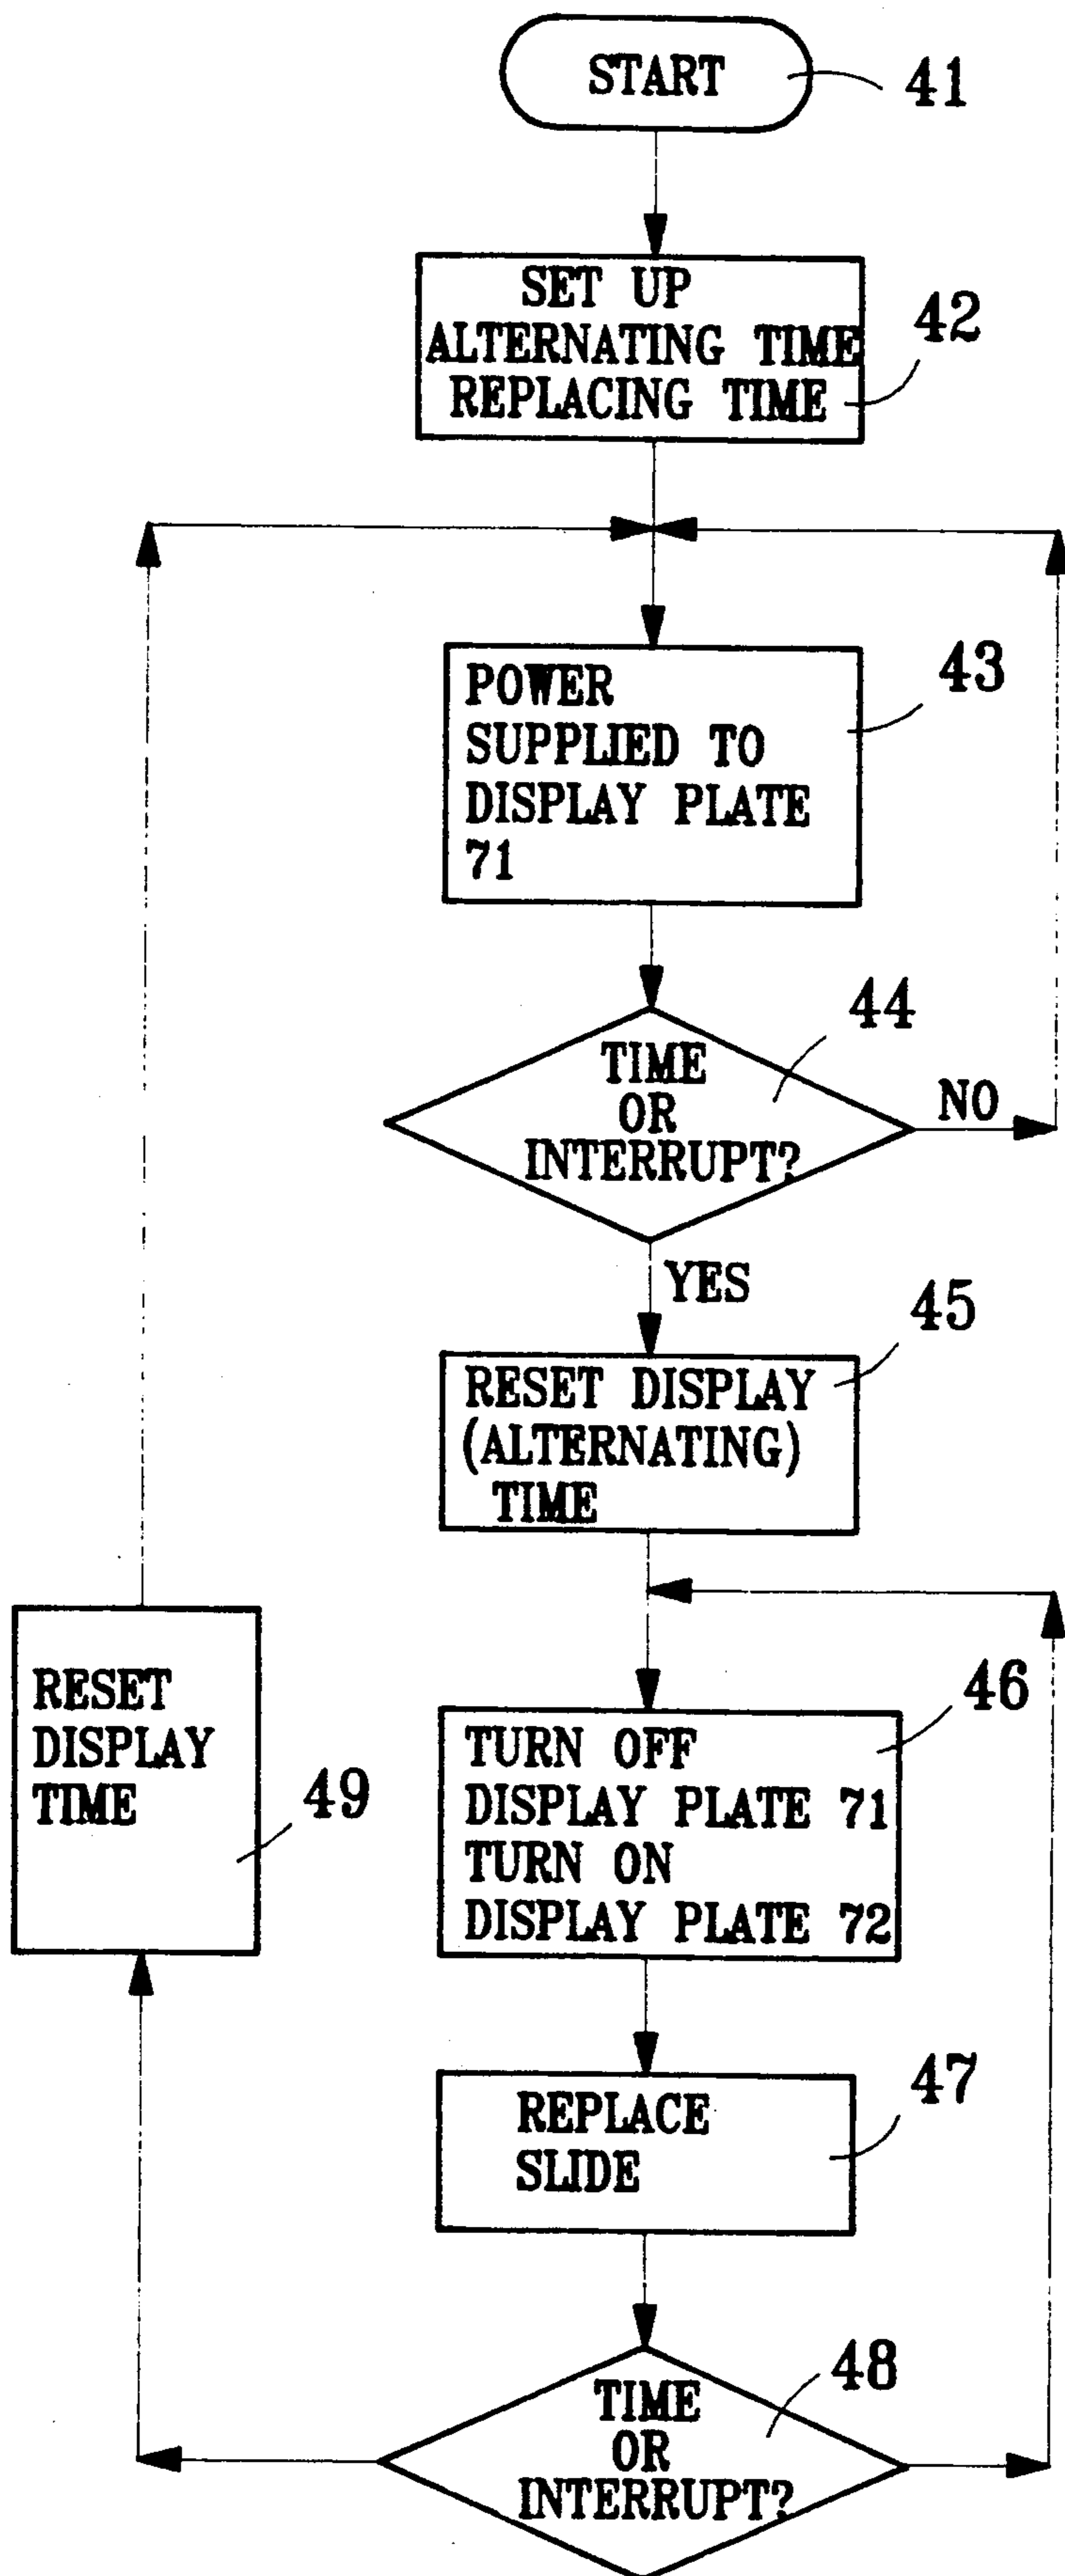 START
41
SET UP
ALTERNATING TIME
REPLACING TIME
42
POWER
SUPPLIED TO
DISPLAY PLATE
71
43
TIME
OR
INTERRUPT?
44
NO
YES
RESET DISPLAY
(ALTERNATING)
TIME
45
TURN OFF
DISPLAY PLATE 71
TURN ON
DISPLAY PLATE 72
46
RESET
DISPLAY
TIME
49
REPLACE
SLIDE
47
TIME
OR
INTERRUPT?
48